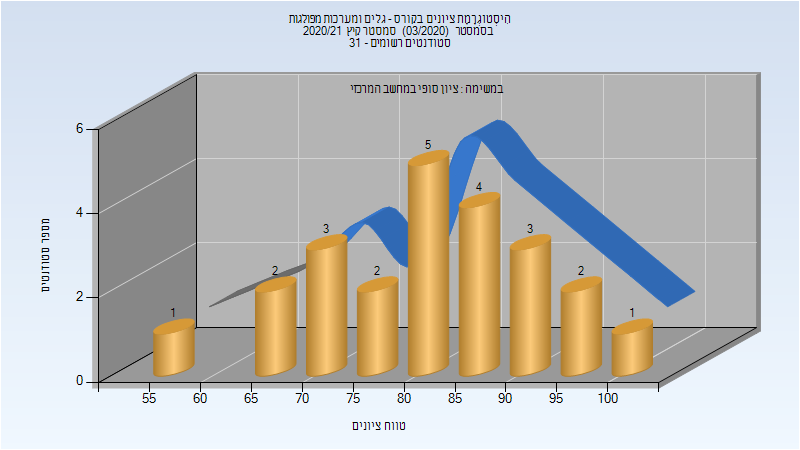 היסטוגרמת ציונים בקורס - גלים ומערכות מפולגות
בסמסטר (03/2020) סמסטר קיץ 2020/21
סטודנטים רשומים - 31
במשימה : ציון סופי במחשב המרכזי
מספר סטודנטים
6
4
2
0
1
2
3
2
5
4
3
2
1
55 60 65 70 75 80 85 90 95 100
טווח ציונים